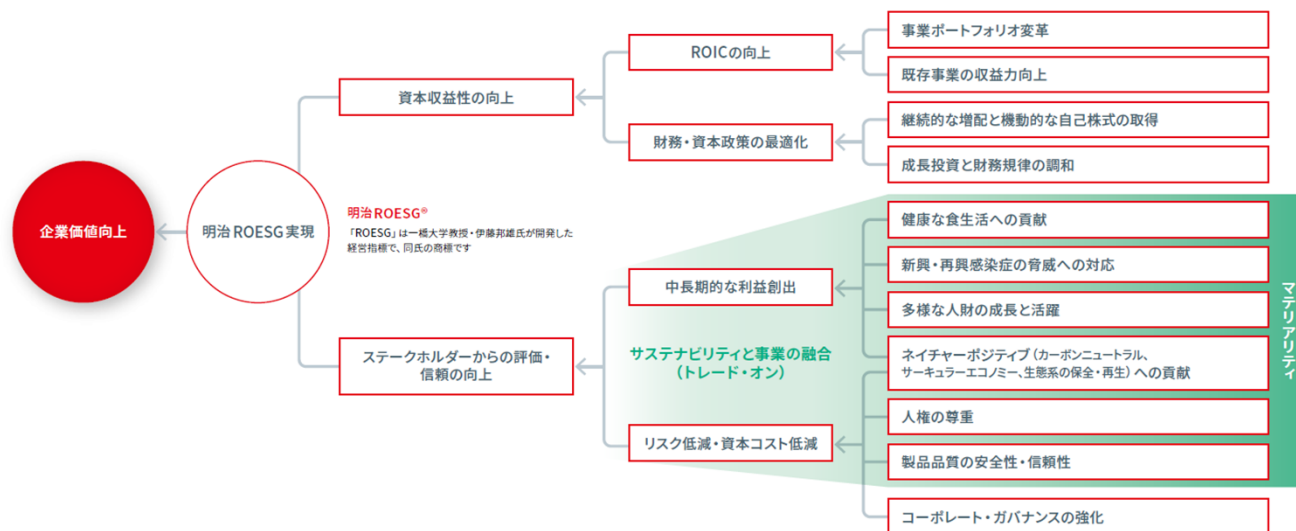 企業価値向上
明治ROESG実現
資本収益性の向上
明治ROESG®
「ROESG」は一橋大学教授・伊藤邦雄氏が開発した
経営指標で、同氏の商標です
ステークホルダーからの評価・
信頼の向上
ROICの向上
財務・資本政策の最適化
中長期的な利益創出
サステナビリティと事業の融合
(トレード・オン)
リスク低減・資本コスト低減
事業ポートフォリオ変革
既存事業の収益力向上
継続的な増配と機動的な自己株式の取得
成長投資と財務規律の調和
健康な食生活への貢献
新興・再興感染症の脅威への対応
多様な人財の成長と活躍
ネイチャーポジティブ(カーボンニュートラル、
サーキュラーエコノミー、生態系の保全・再生)への貢献
人権の尊重
製品品質の安全性・信頼性
コーポレート・ガバナンスの強化
マテリアリティ